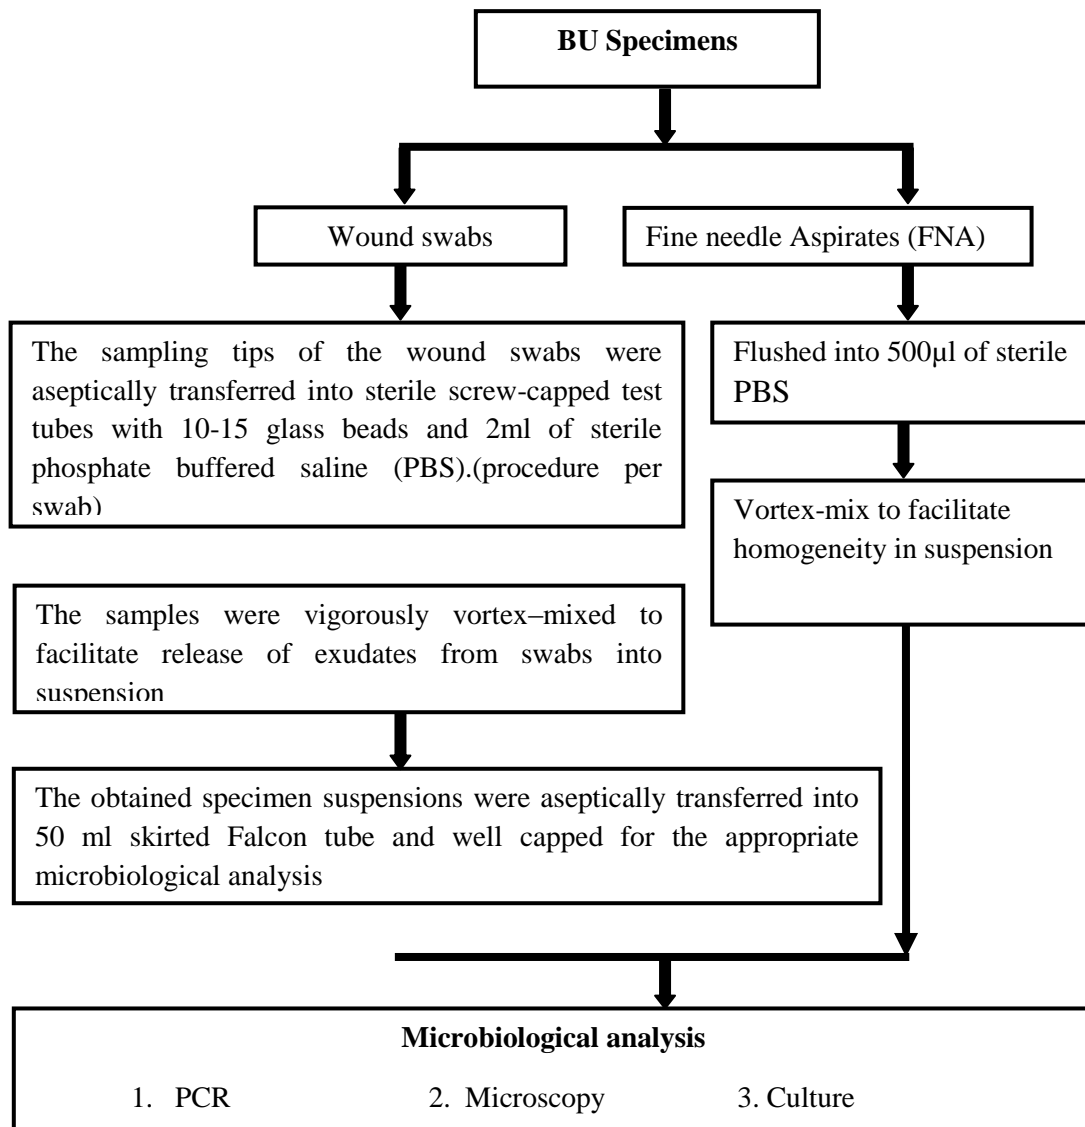 BU Specimens
Wound swabs
Fine needle Aspirates (FNA)
The sampling tips of the wound swabs were
aseptically transferred into sterile screw-capped test
tubes with 10-15 glass beads and 2ml of sterile
phosphate buffered saline (PBS).(procedure per
swab)
Flushed into 500µl of sterile
PBS
Vortex-mix to facilitate
homogeneity in suspension
The samples were vigorously vortex–mixed to
facilitate release of exudates from swabs into
suspension
The obtained specimen suspensions were aseptically transferred into
50 ml skirted Falcon tube and well capped for the appropriate
microbiological analysis
Microbiological analysis
1. PCR 2. Microscopy 3. Culture